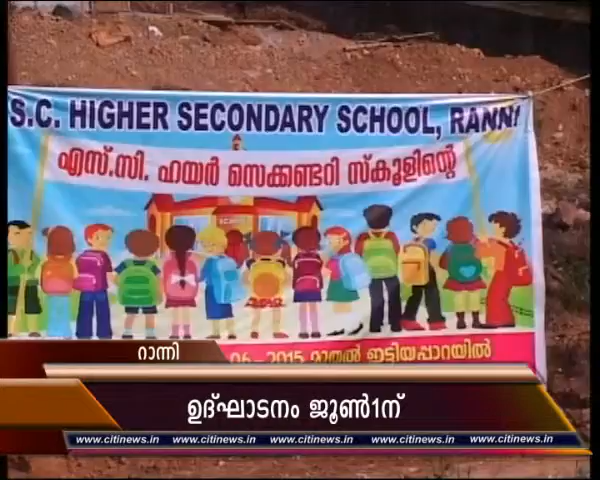 S.C. HIGHER SECONDARY SCHOOL, RANNI
എസ്.സി. ഹയർ സെക്കണ്ടറി സ്കൂളിന്റെ
SCHOOL
06-2015 മുതൽ ഇട്ടിയപ്പാറയിൽ
റാന്നി
ഉദ്ഘാടനം ജൂൺ1ന്
www.citinews.in www.citinews.in www.citinews.in www.citinews.in www.citinews.in